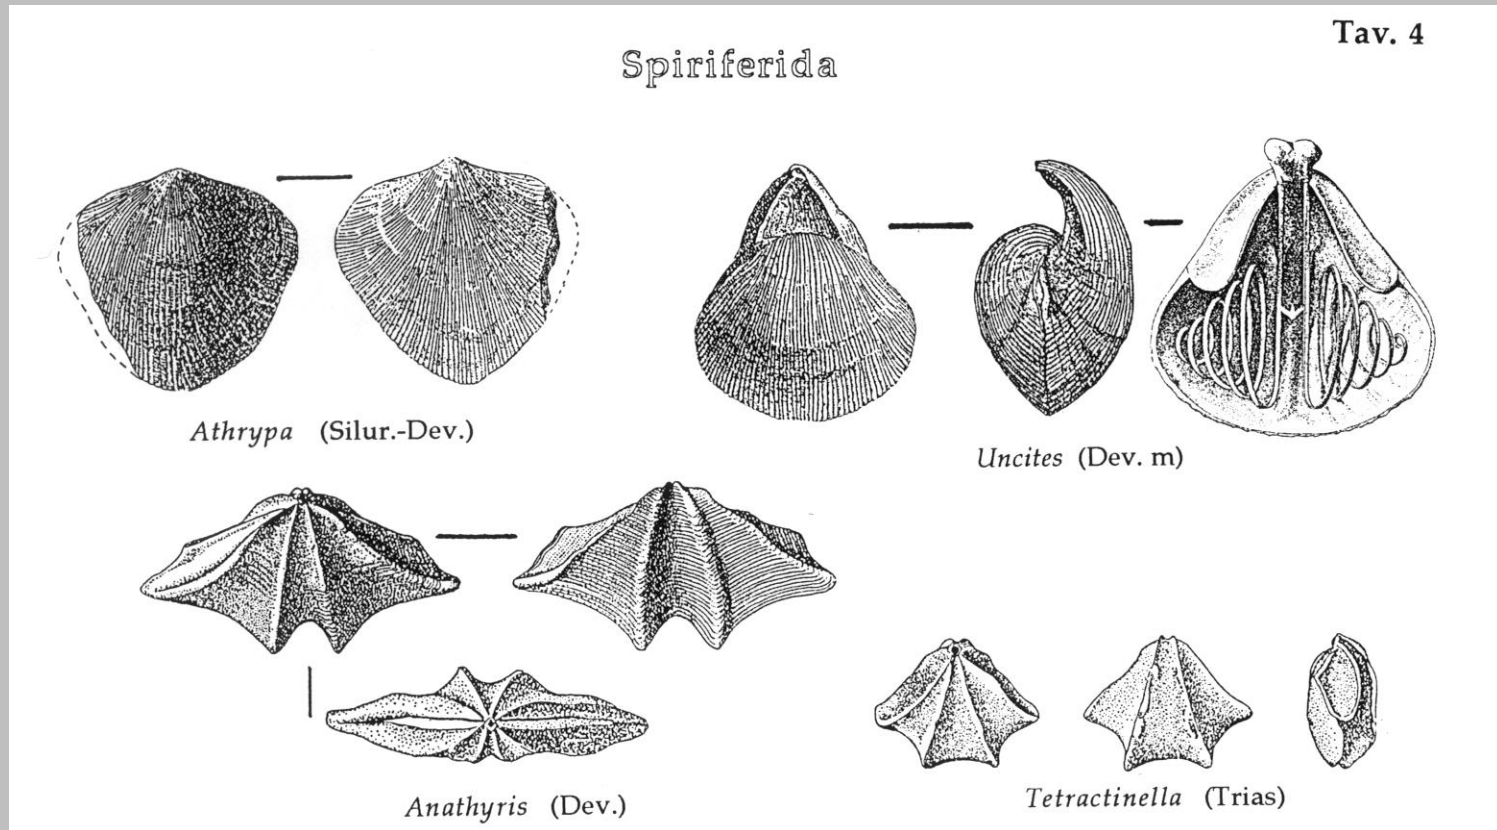 Tav. 4
Spiriferida
Athrypa (Silur.-Dev.)
Uncites (Dev. m)
Anathyris (Dev.)
Tetractinella (Trias)